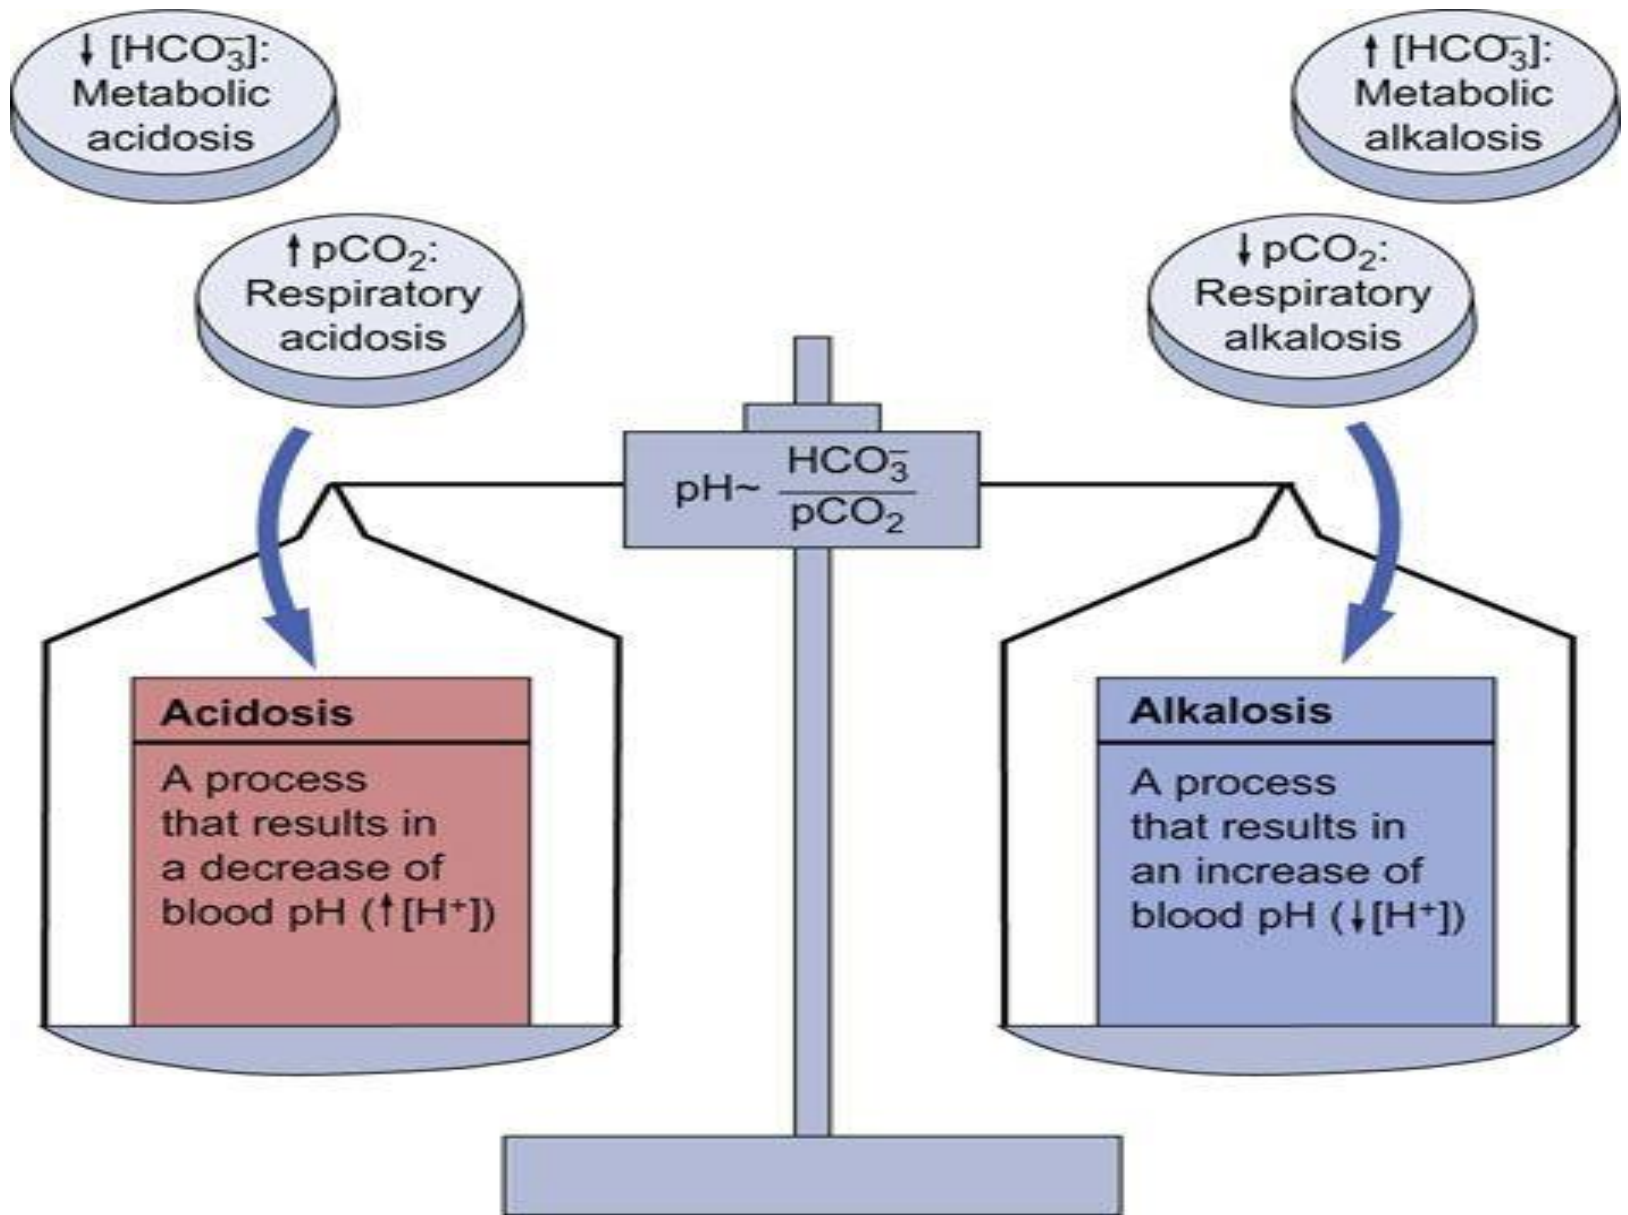 ↓ [HCO₃⁻]:
Metabolic
acidosis
↑ [HCO₃⁻]:
Metabolic
alkalosis
↑ pCO₂:
Respiratory
acidosis
↓ pCO₂:
Respiratory
alkalosis
pH~ HCO₃⁻
pCO₂
Acidosis
A process
that results in
a decrease of
blood pH (↑[H⁺])
Alkalosis
A process
that results in
an increase of
blood pH (↓[H⁺])